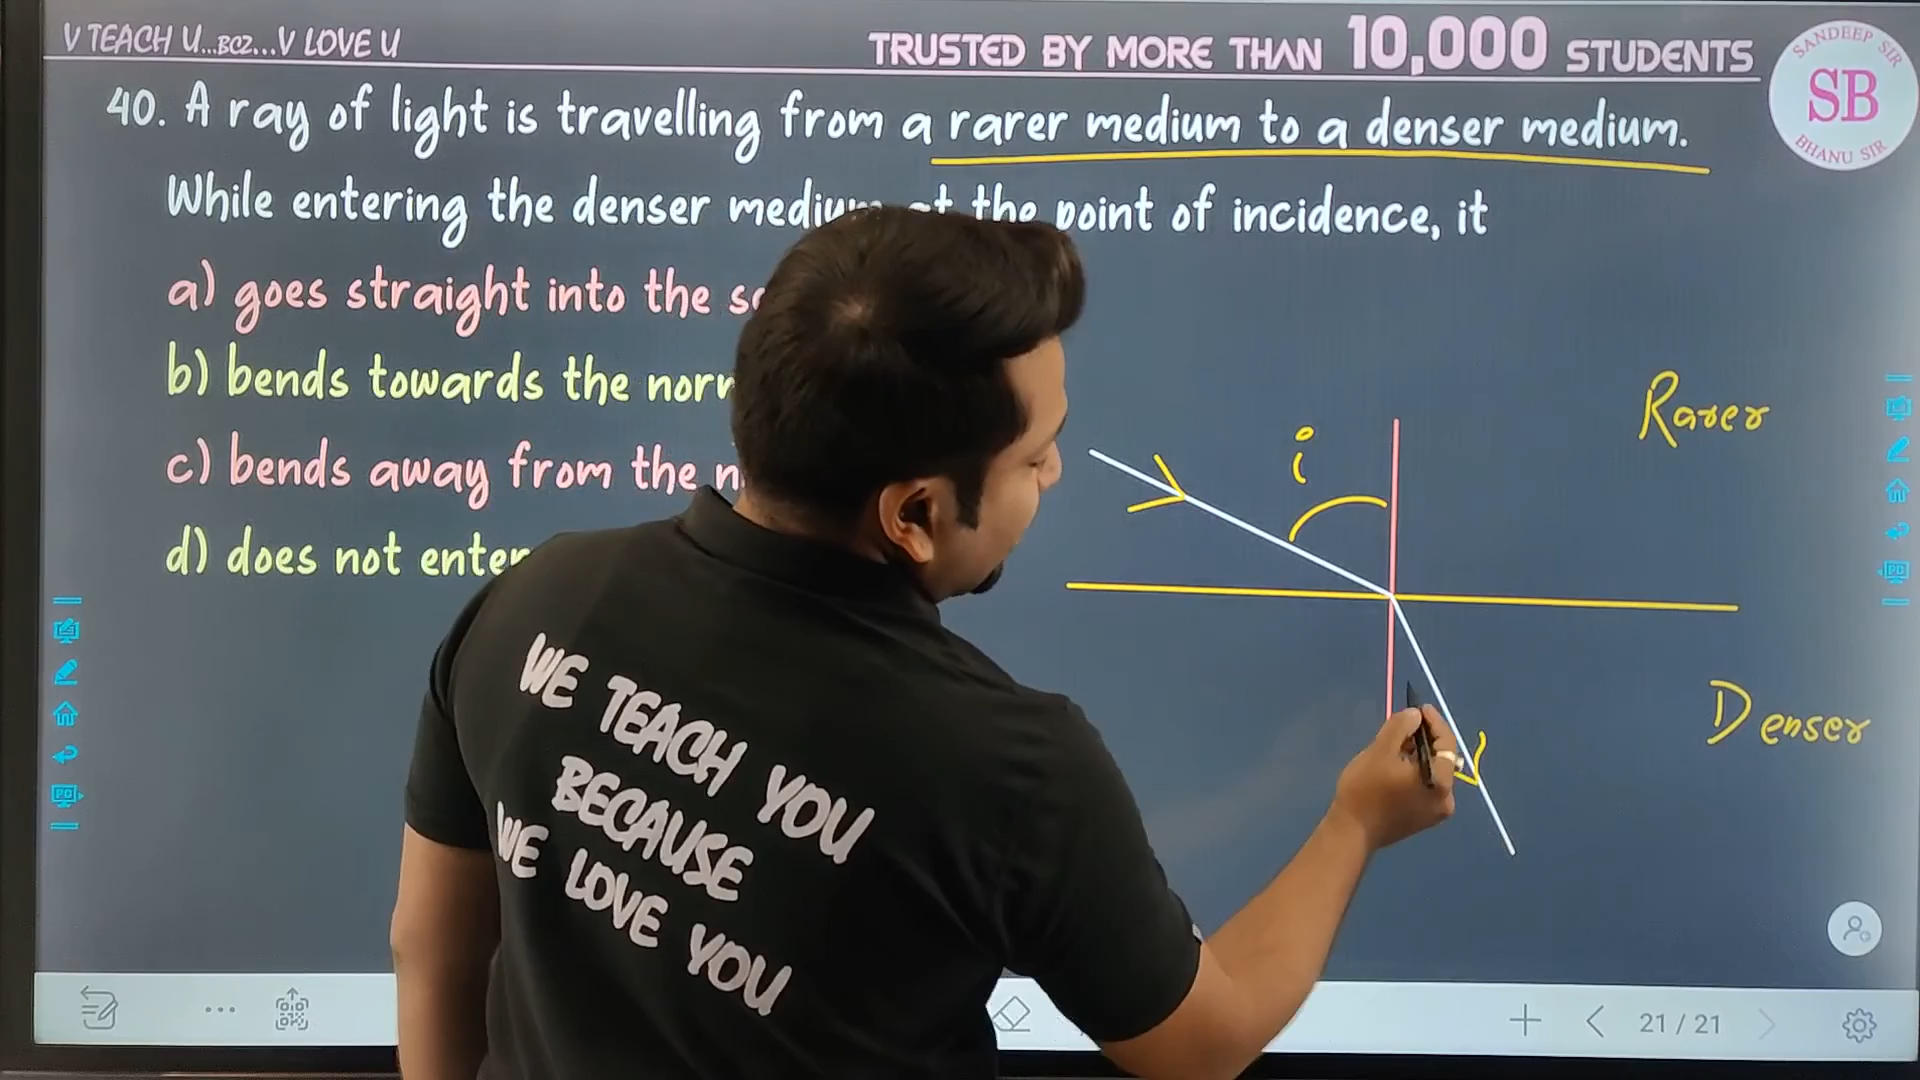 V TEACH U...BCZ...V LOVE U
TRUSTED BY MORE THAN 10,000 STUDENTS
SANDEEP SIR
SB
BHANU SIR
40. A ray of light is travelling from a rarer medium to a denser medium.
While entering the denser medium at the point of incidence, it
a) goes straight into the
b) bends towards the
c) bends away from the
d) does not enter
i
Rarer
Denser
WE TEACH YOU
BECAUSE
WE LOVE YOU
21 / 21